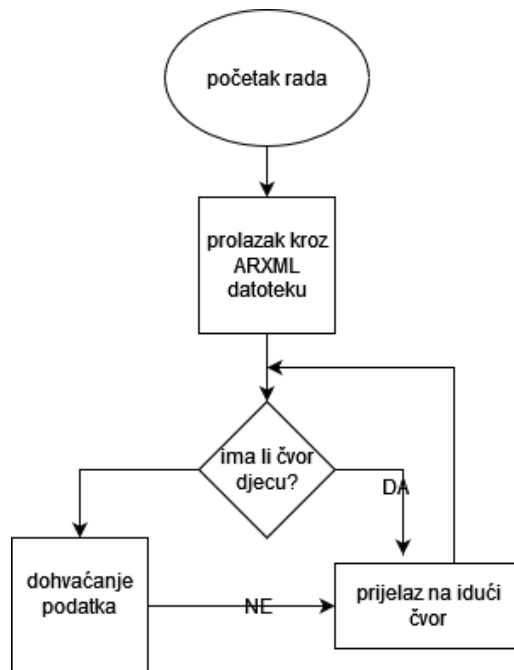 početak rada
prolazak kroz
ARXML
datoteku
ima li čvor
djecu?
DA
dohvaćanje
podatka
NE
prijelaz na idući
čvor